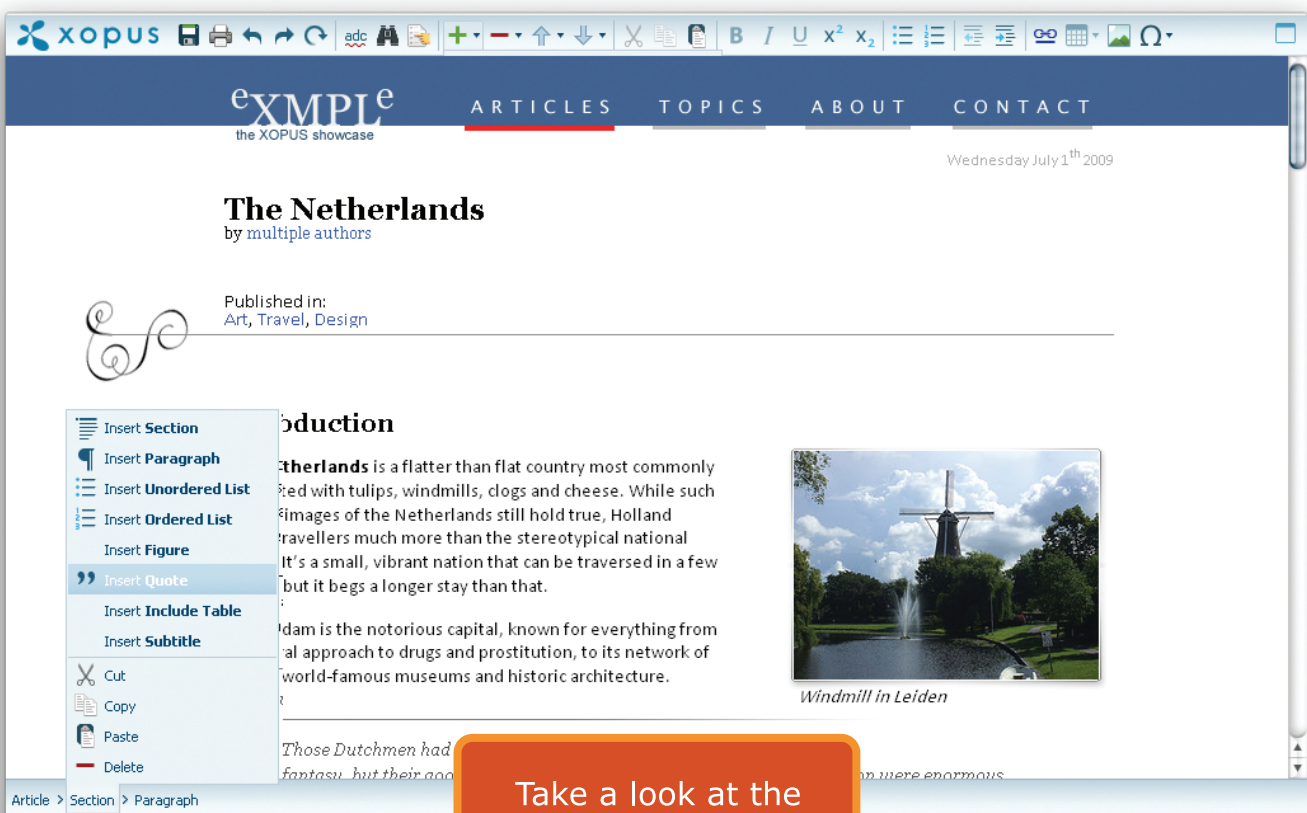 xopus
adc
B I U x² x₂
Ω
eXMPLe
the XOPUS showcase
ARTICLES TOPICS ABOUT CONTACT
Wednesday July 1th 2009
The Netherlands
by multiple authors
Published in:
Art, Travel, Design
oduction
therlands is a flatter than flat country most commonly
ted with tulips, windmills, clogs and cheese. While such
images of the Netherlands still hold true, Holland
ravellers much more than the stereotypical national
It's a small, vibrant nation that can be traversed in a few
but it begs a longer stay than that.
dam is the notorious capital, known for everything from
al approach to drugs and prostitution, to its network of
world-famous museums and historic architecture.
Windmill in Leiden
Those Dutchmen had
fantasy, but their
were enormous
Insert Section
Insert Paragraph
Insert Unordered List
Insert Ordered List
Insert Figure
Insert Quote
Insert Include Table
Insert Subtitle
Cut
Copy
Paste
Delete
Take a look at the
Article > Section > Paragraph